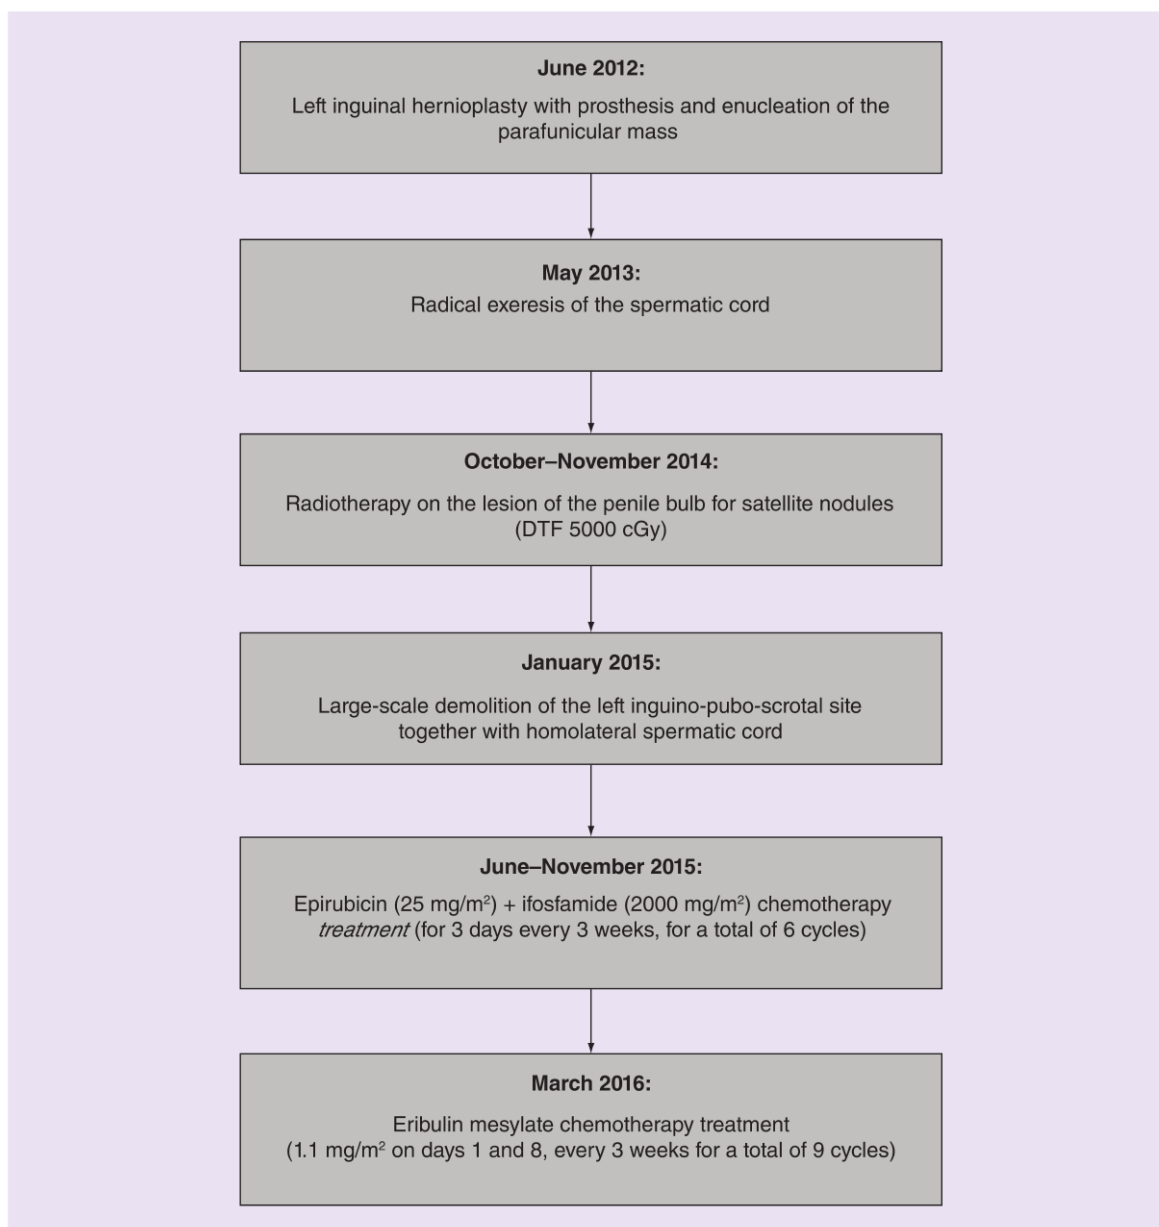 June 2012:
Left inguinal hernioplasty with prosthesis and enucleation of the
parafunicular mass
May 2013:
Radical exeresis of the spermatic cord
October–November 2014:
Radiotherapy on the lesion of the penile bulb for satellite nodules
(DTF 5000 cGy)
January 2015:
Large-scale demolition of the left inguino-pubo-scrotal site
together with homolateral spermatic cord
June–November 2015:
Epirubicin (25 mg/m²) + ifosfamide (2000 mg/m²) chemotherapy
treatment (for 3 days every 3 weeks, for a total of 6 cycles)
March 2016:
Eribulin mesylate chemotherapy treatment
(1.1 mg/m² on days 1 and 8, every 3 weeks for a total of 9 cycles)